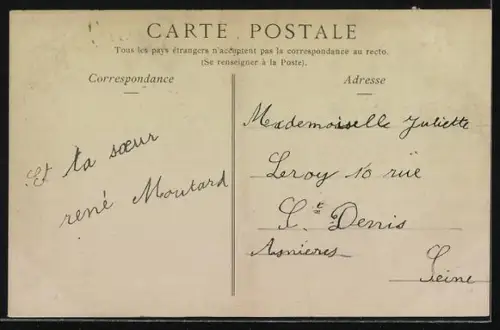 CARTE POSTALE
Tous les pays étrangers n'acceptent pas la correspondance au recto.
(Se renseigner à la Poste).
Correspondance
Et ta sœur
rené Moutard
Adresse
Mademoiselle Juliette
Leroy 10 rue
St Denis
Asnieres
Seine